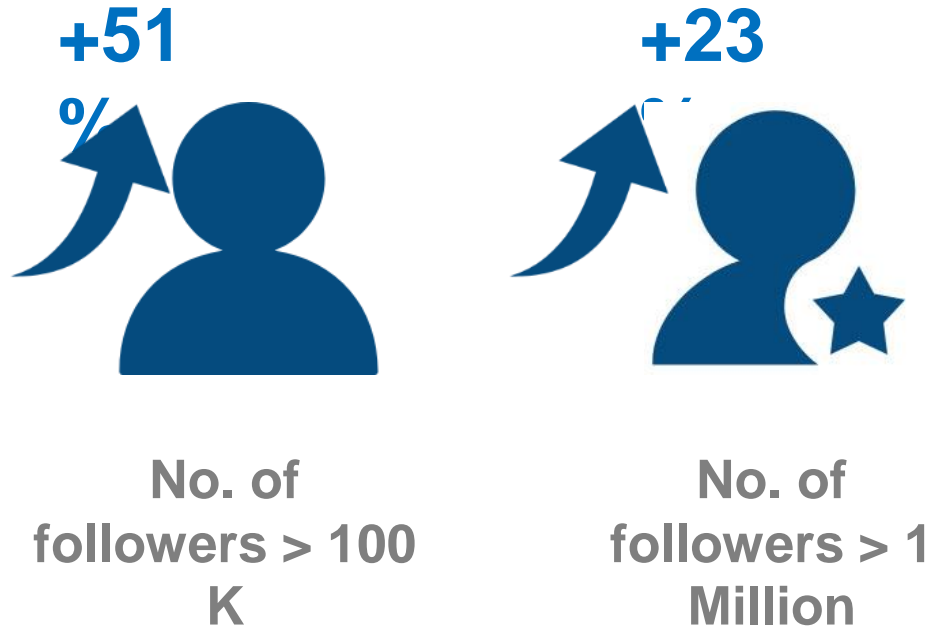 +51
%
No. of
followers > 100
K
+23
%
No. of
followers > 1
Million